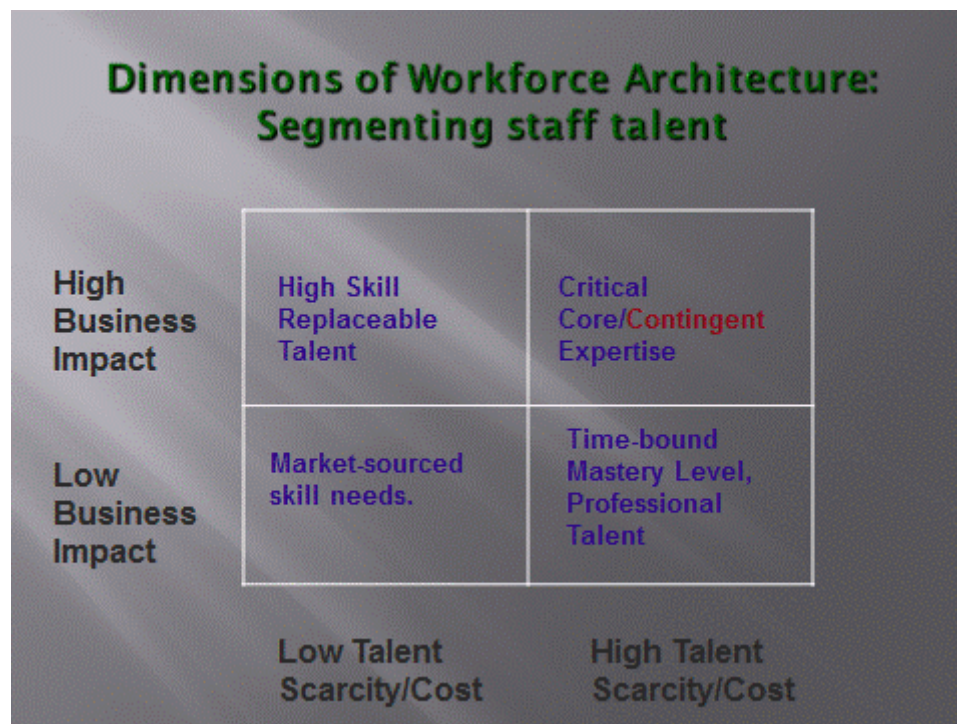 Dimensions of Workforce Architecture:
Segmenting staff talent
High
Business
Impact
High Skill
Replaceable
Talent
Critical
Core/Contingent
Expertise
Low
Business
Impact
Market-sourced
skill needs.
Time-bound
Mastery Level,
Professional
Talent
Low Talent
Scarcity/Cost
High Talent
Scarcity/Cost